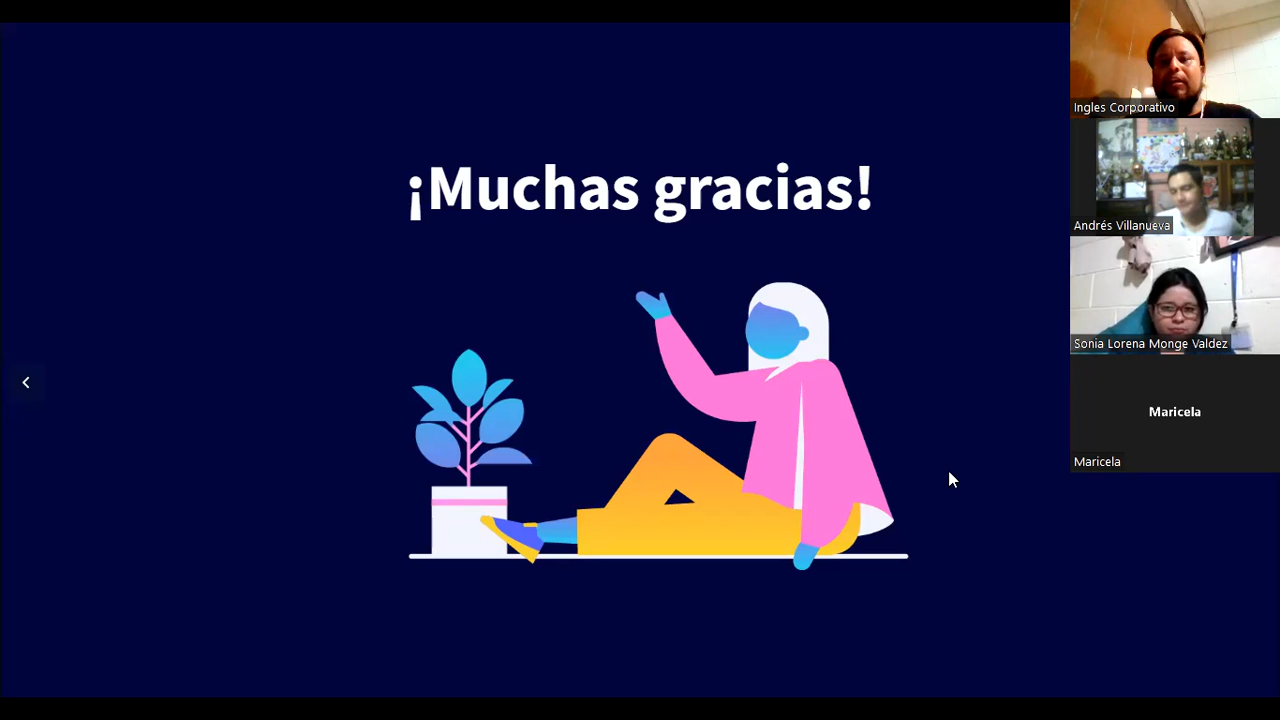 ¡Muchas gracias!
Ingles Corporativo
Andrés Villanueva
Sonia Lorena Monge Valdez
Maricela
Maricela